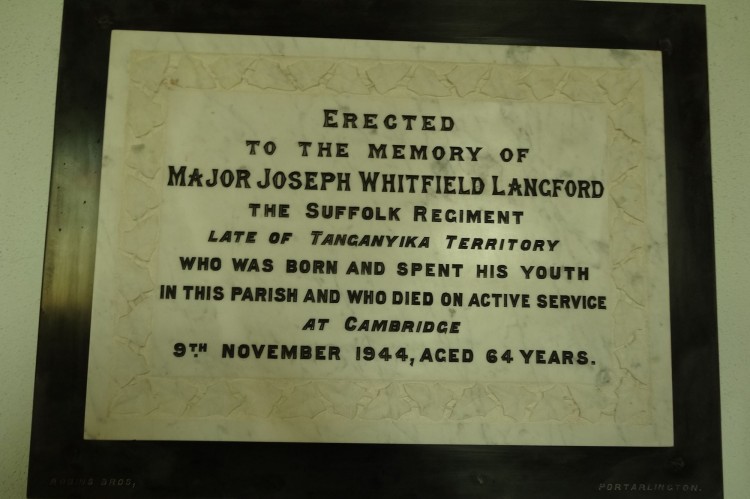 ERECTED
TO THE MEMORY OF
MAJOR JOSEPH WHITFIELD LANGFORD
THE SUFFOLK REGIMENT
LATE OF TANGANYIKA TERRITORY
WHO WAS BORN AND SPENT HIS YOUTH
IN THIS PARISH AND WHO DIED ON ACTIVE SERVICE
AT CAMBRIDGE
9TH NOVEMBER 1944, AGED 64 YEARS.
BROS, PORTARLINGTON.